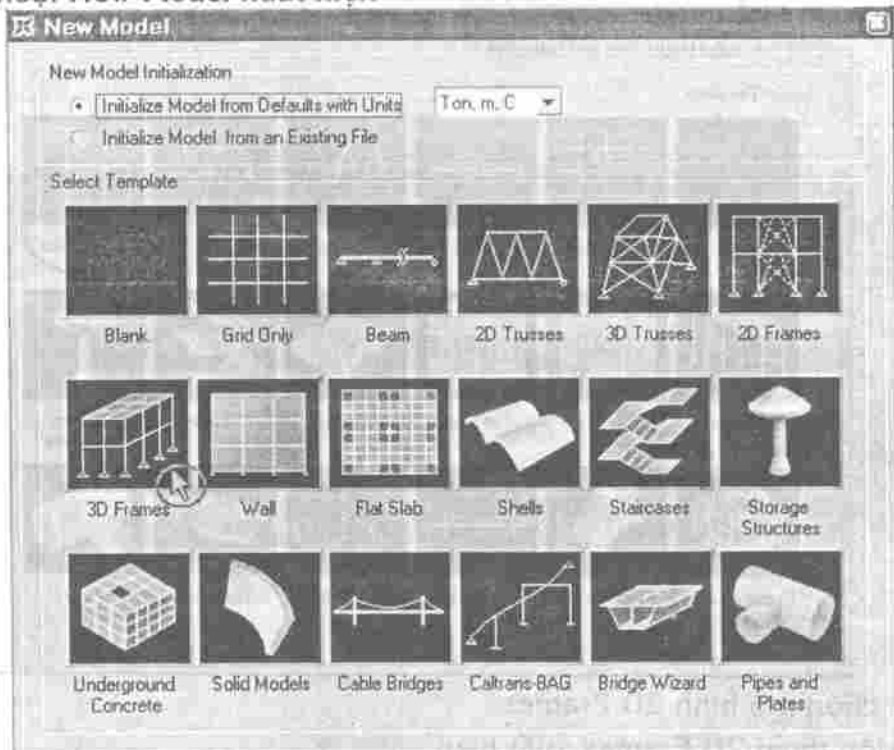 New Model
New Model Initialization
Initialize Model from Defaults with Units
Ton, m, C
Initialize Model from an Existing File
Select Template
Blank
Grid Only
Beam
2D Trusses
3D Trusses
2D Frames
3D Frames
Wall
Flat Slab
Shells
Staircases
Storage
Structures
Underground
Concrete
Solid Models
Cable Bridges
Caltrans-BAG
Bridge Wizard
Pipes and
Plates